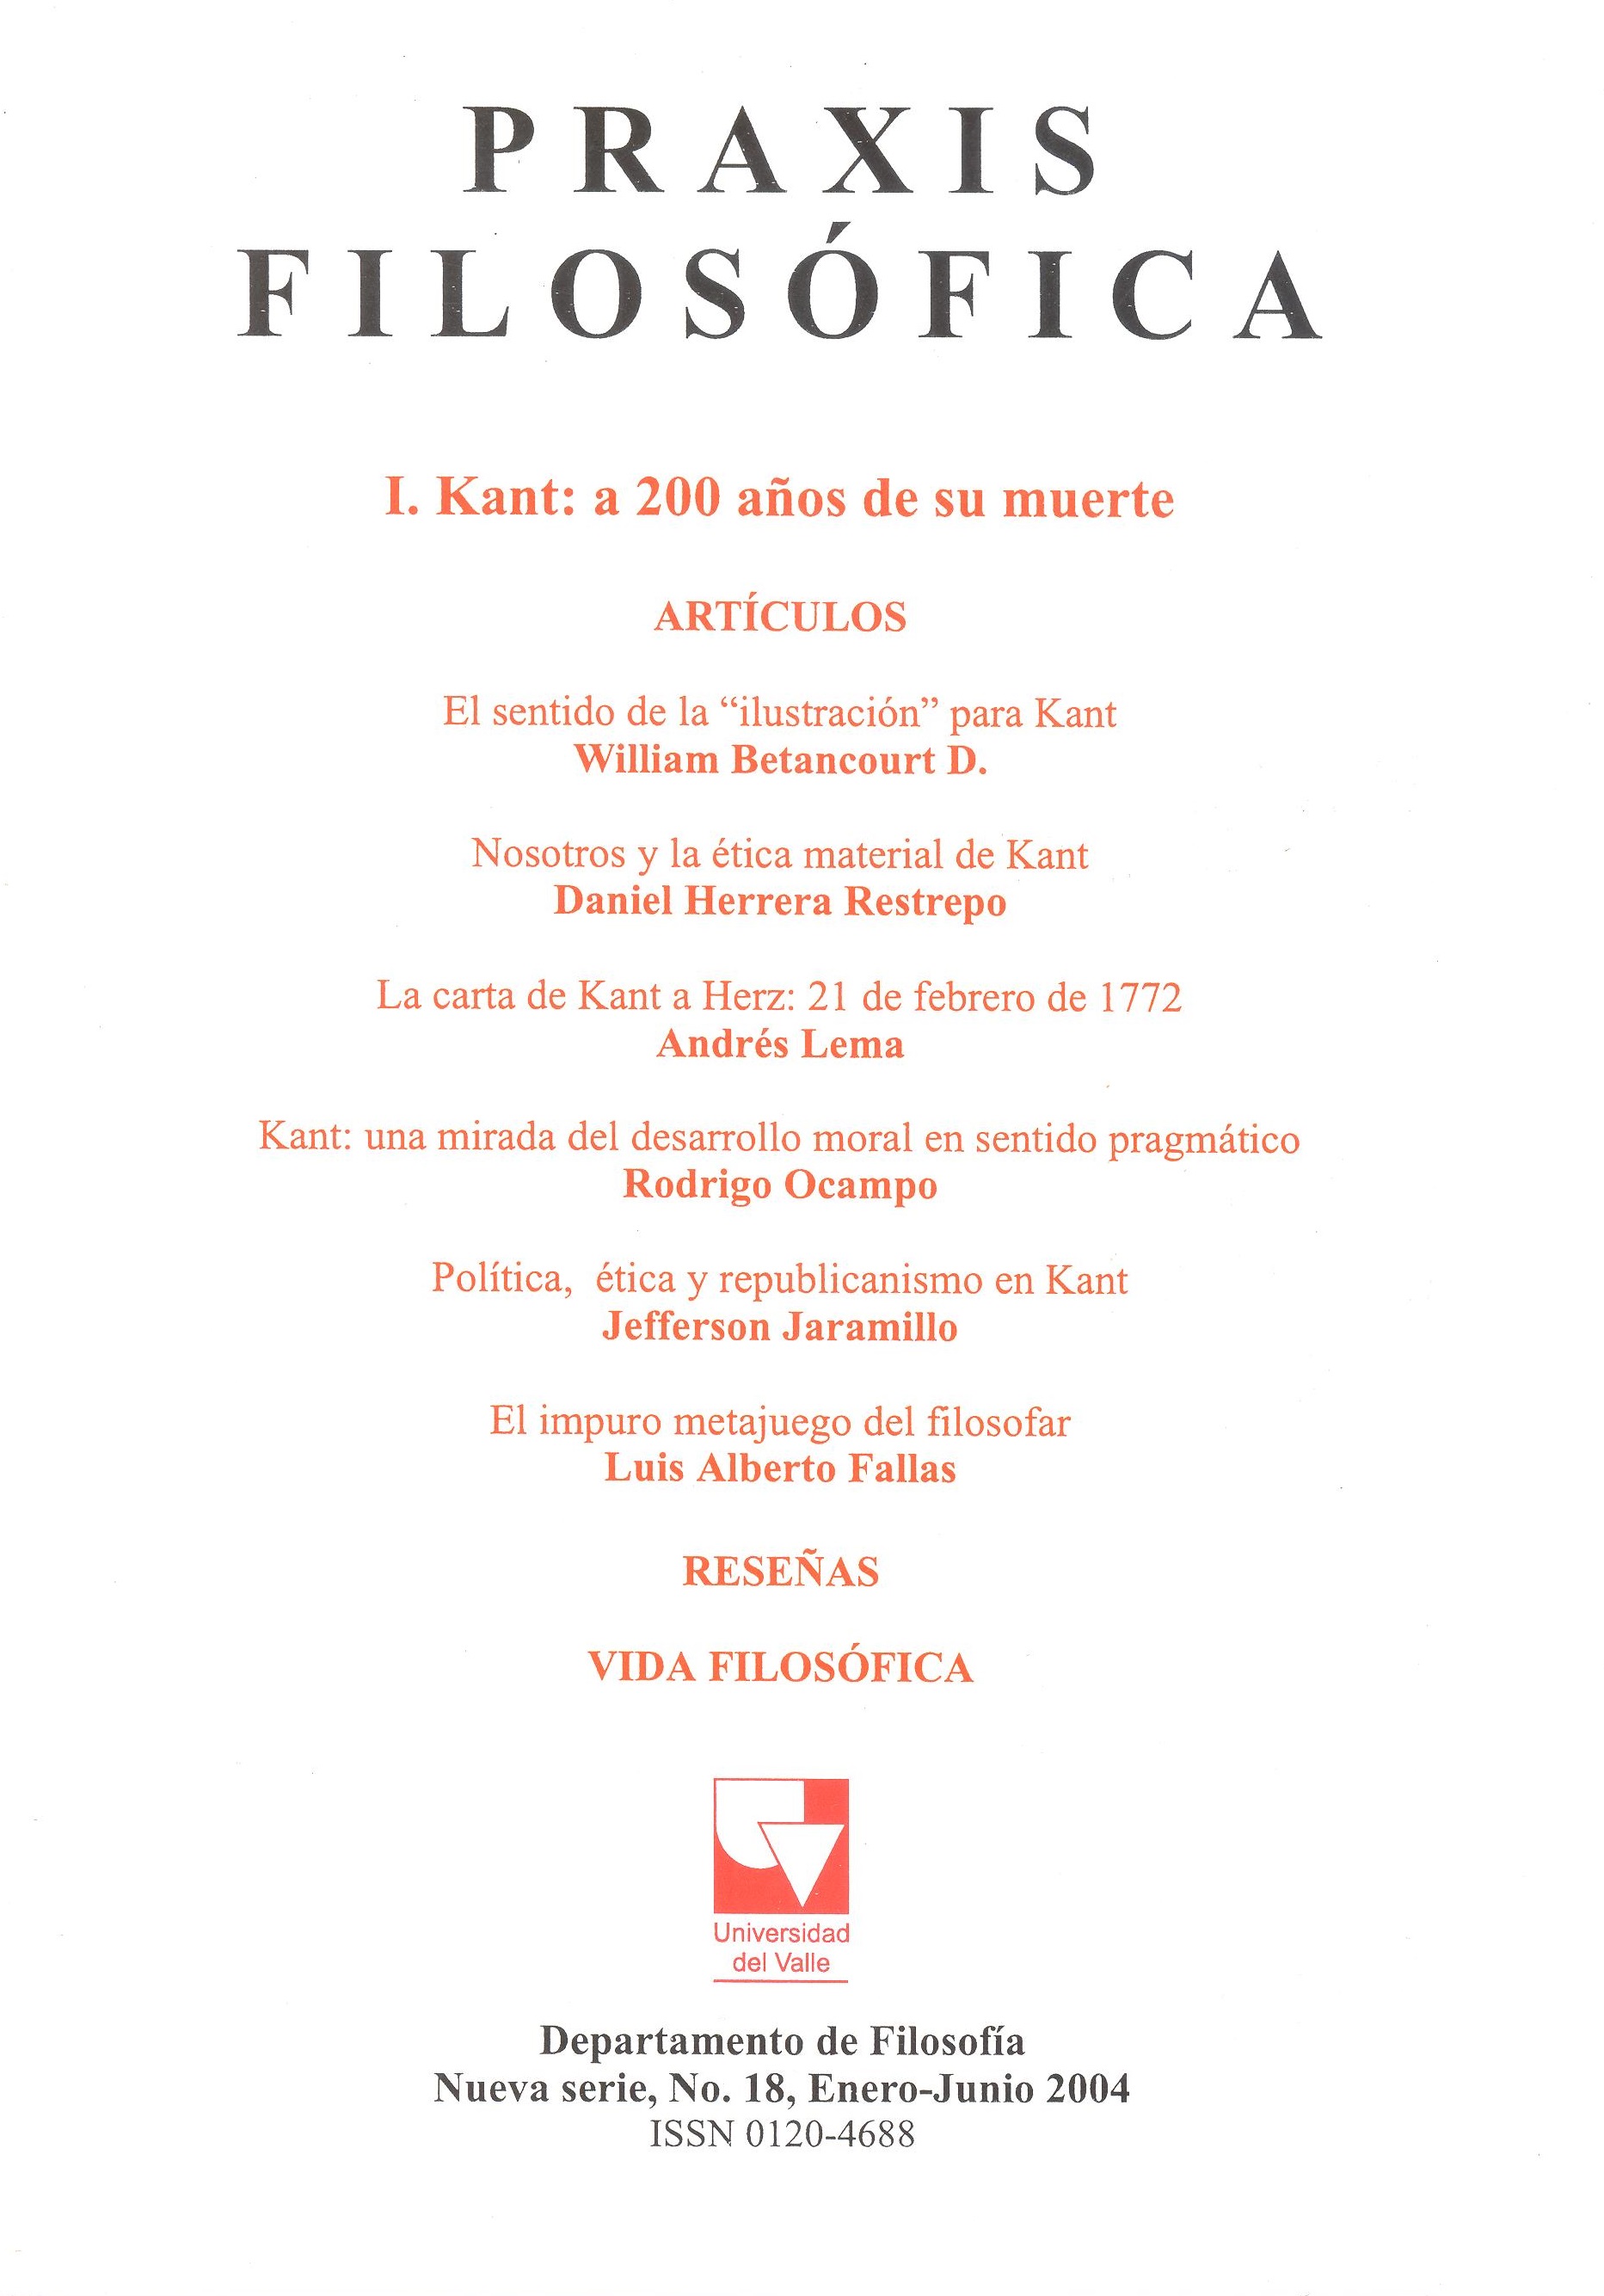 PRAXIS
FILOSÓFICA
I. Kant: a 200 años de su muerte
ARTÍCULOS
El sentido de la “ilustración” para Kant
William Betancourt D.
Nosotros y la ética material de Kant
Daniel Herrera Restrepo
La carta de Kant a Herz: 21 de febrero de 1772
Andrés Lema
Kant: una mirada del desarrollo moral en sentido pragmático
Rodrigo Ocampo
Política, ética y republicanismo en Kant
Jefferson Jaramillo
El impuro metajuego del filosofar
Luis Alberto Fallas
RESEÑAS
VIDA FILOSÓFICA
Universidad
del Valle
Departamento de Filosofía
Nueva serie, No. 18, Enero-Junio 2004
ISSN 0120-4688